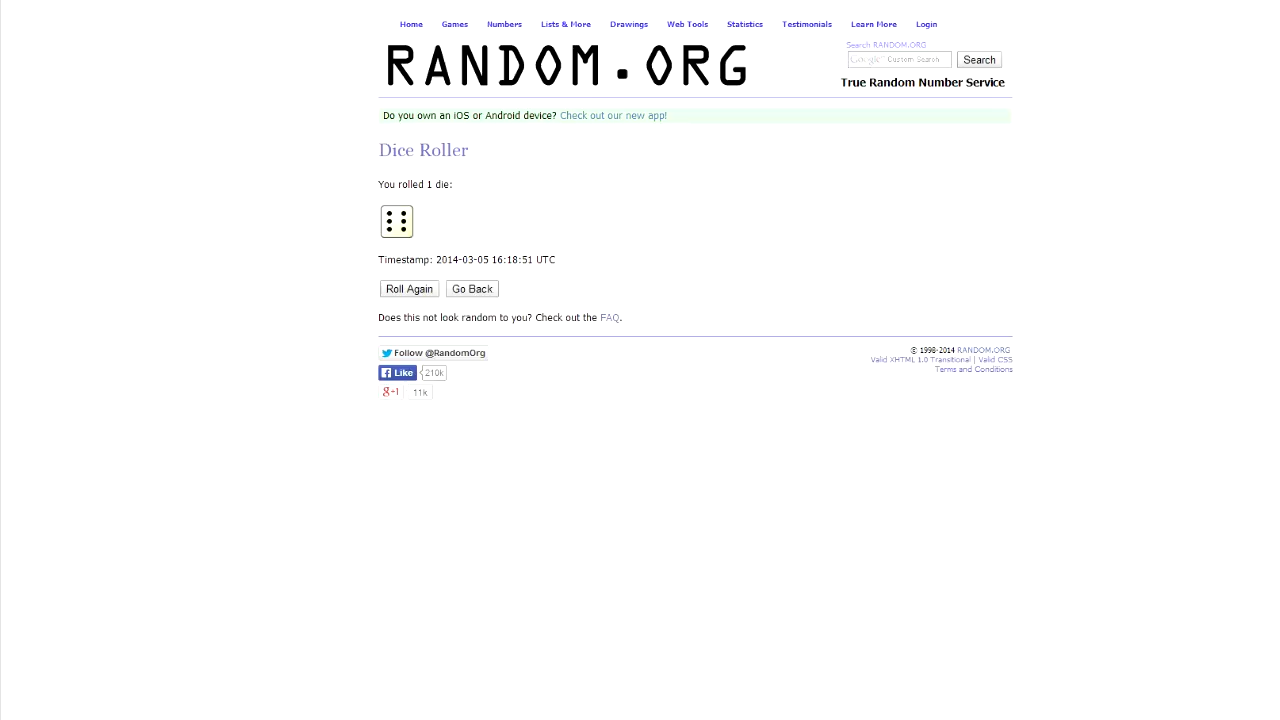 Home Games Numbers Lists & More Drawings Web Tools Statistics Testimonials Learn More Login
RANDOM.ORG
Search RANDOM.ORG
Google™ Custom Search Search
True Random Number Service
Do you own an iOS or Android device? Check out our new app!
Dice Roller
You rolled 1 die:
Timestamp: 2014-03-05 16:18:51 UTC
Roll Again Go Back
Does this not look random to you? Check out the FAQ.
Follow @RandomOrg
Like 210k
g+1 11k
© 1998-2014 RANDOM.ORG
Valid XHTML 1.0 Transitional | Valid CSS
Terms and Conditions